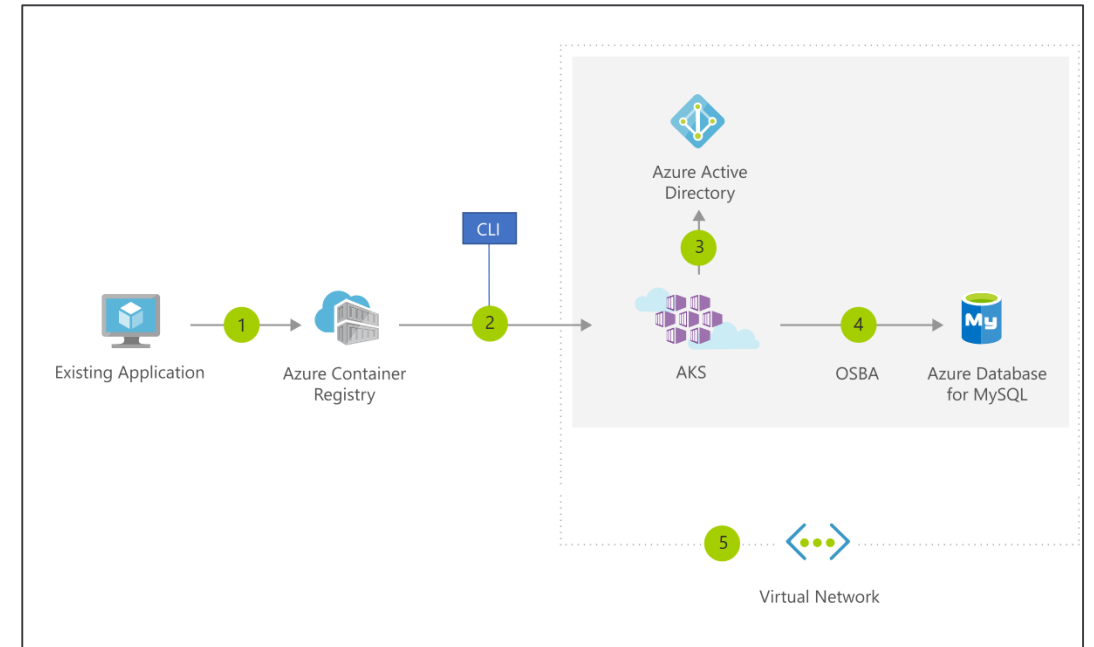 Azure Active
Directory
CLI
3
1
2
4
My
Existing Application
Azure Container
Registry
AKS
OSBA
Azure Database
for MySQL
5
Virtual Network